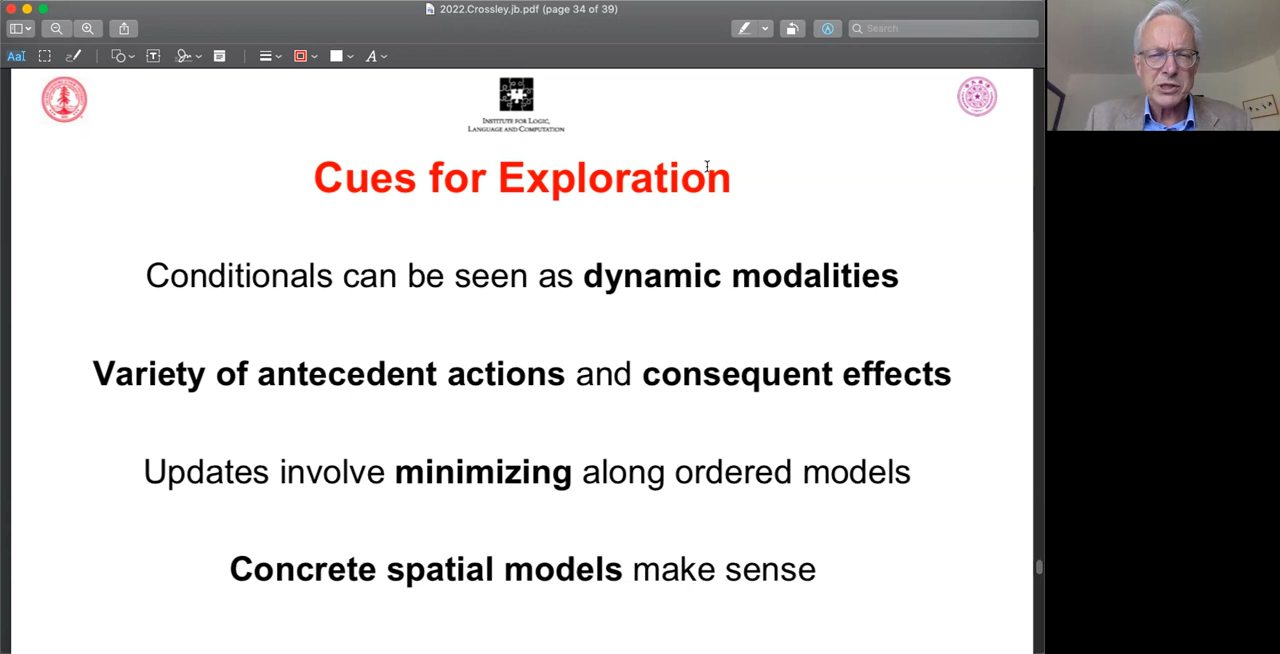 2022.Crossley.jb.pdf (page 34 of 39)
Search
INSTITUTE FOR LOGIC,
LANGUAGE AND COMPUTATION
Cues for Exploration
Conditionals can be seen as dynamic modalities
Variety of antecedent actions and consequent effects
Updates involve minimizing along ordered models
Concrete spatial models make sense